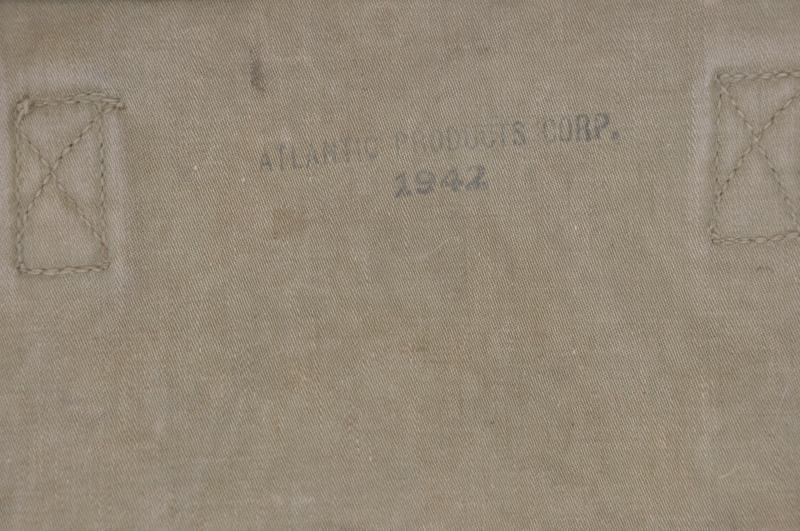 ATLANTIC PRODUCTS CORP.
1942